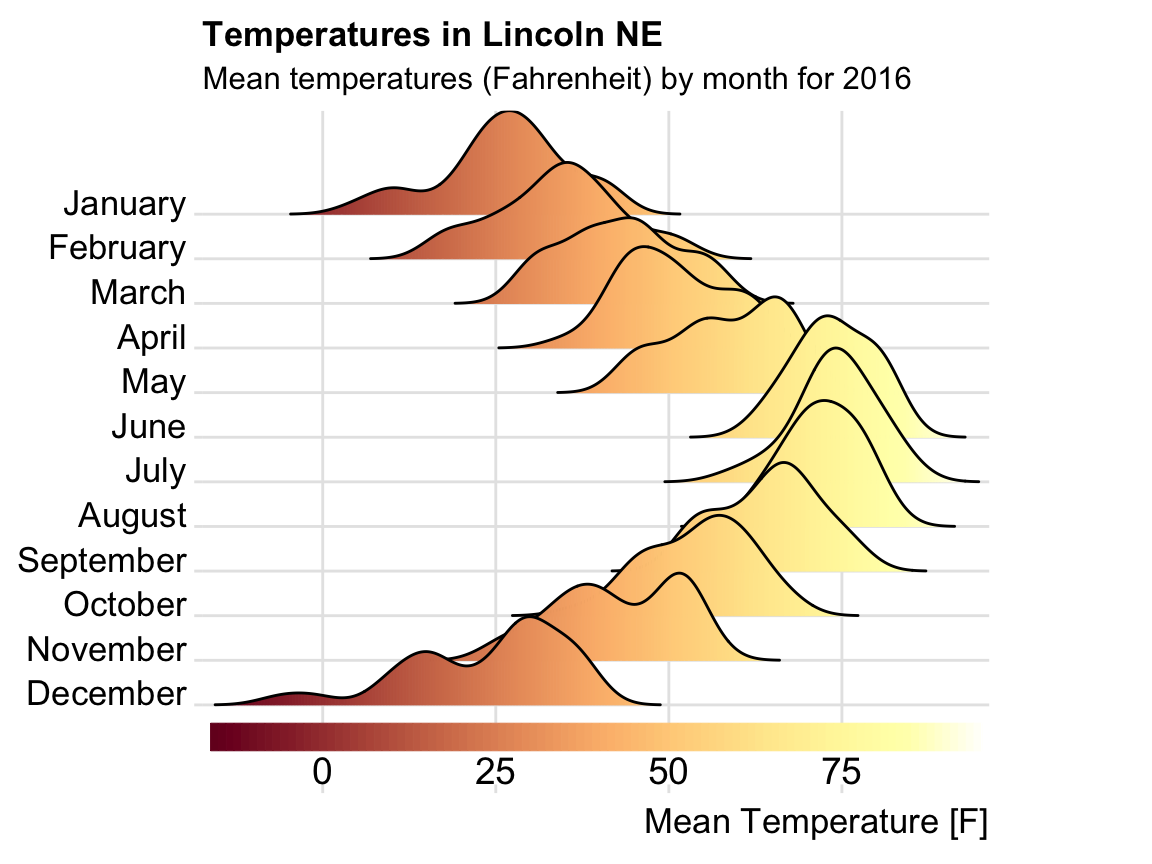 Temperatures in Lincoln NE
Mean temperatures (Fahrenheit) by month for 2016
January
February
March
April
May
June
July
August
September
October
November
December
0 25 50 75
Mean Temperature [F]